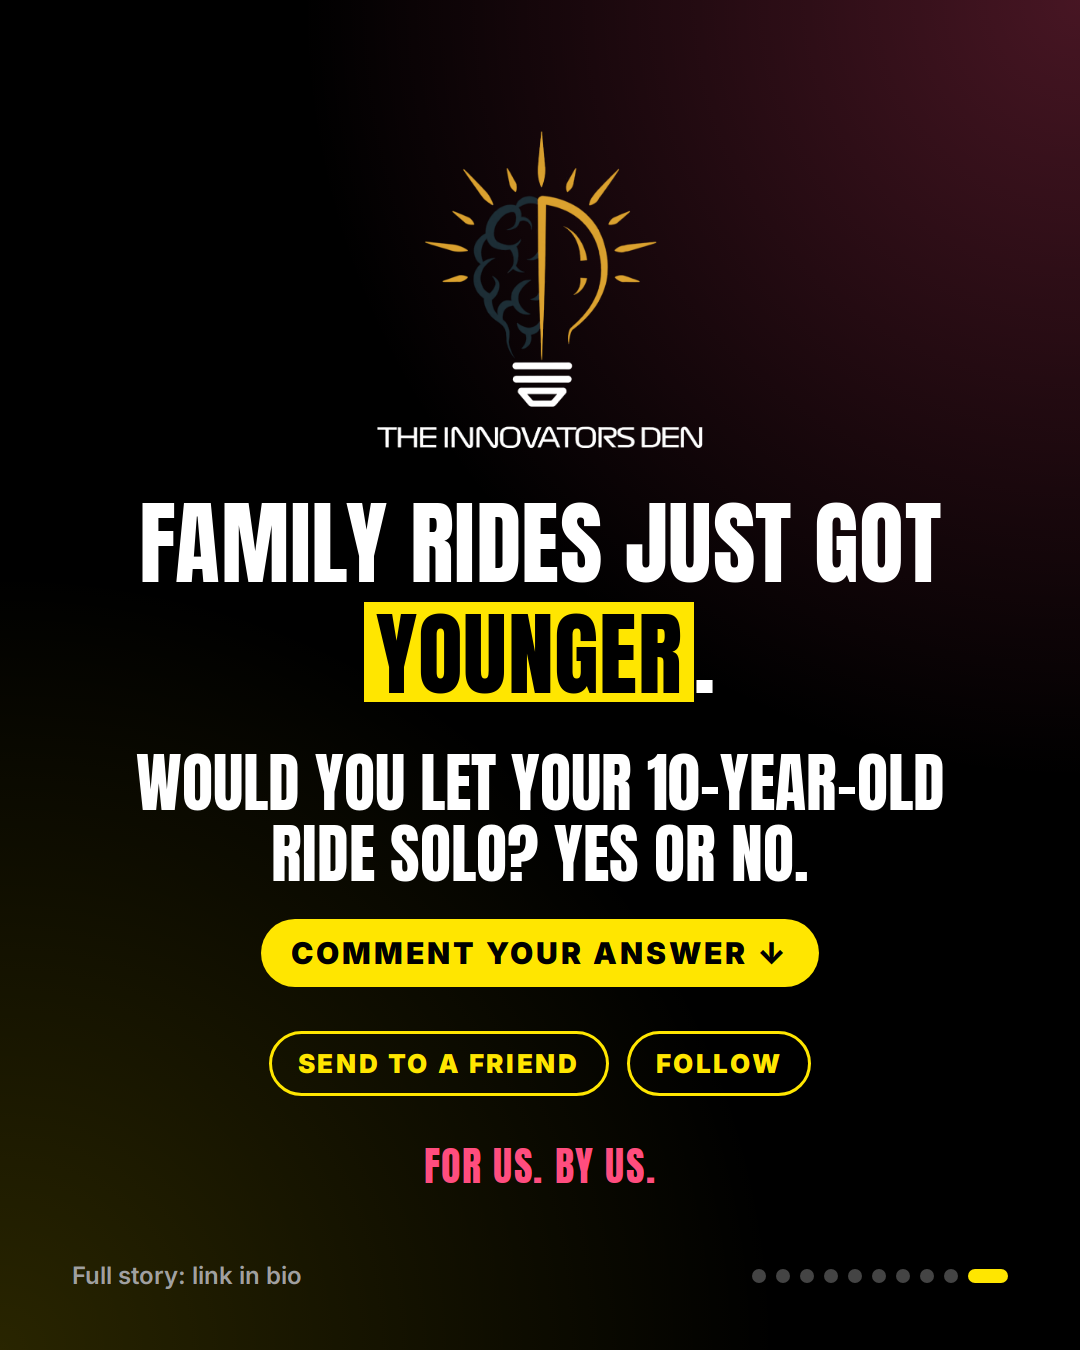 THE INNOVATORS DEN
FAMILY RIDES JUST GOT
YOUNGER.
WOULD YOU LET YOUR 10-YEAR-OLD
RIDE SOLO? YES OR NO.
COMMENT YOUR ANSWER ↓
SEND TO A FRIEND
FOLLOW
FOR US. BY US.
Full story: link in bio